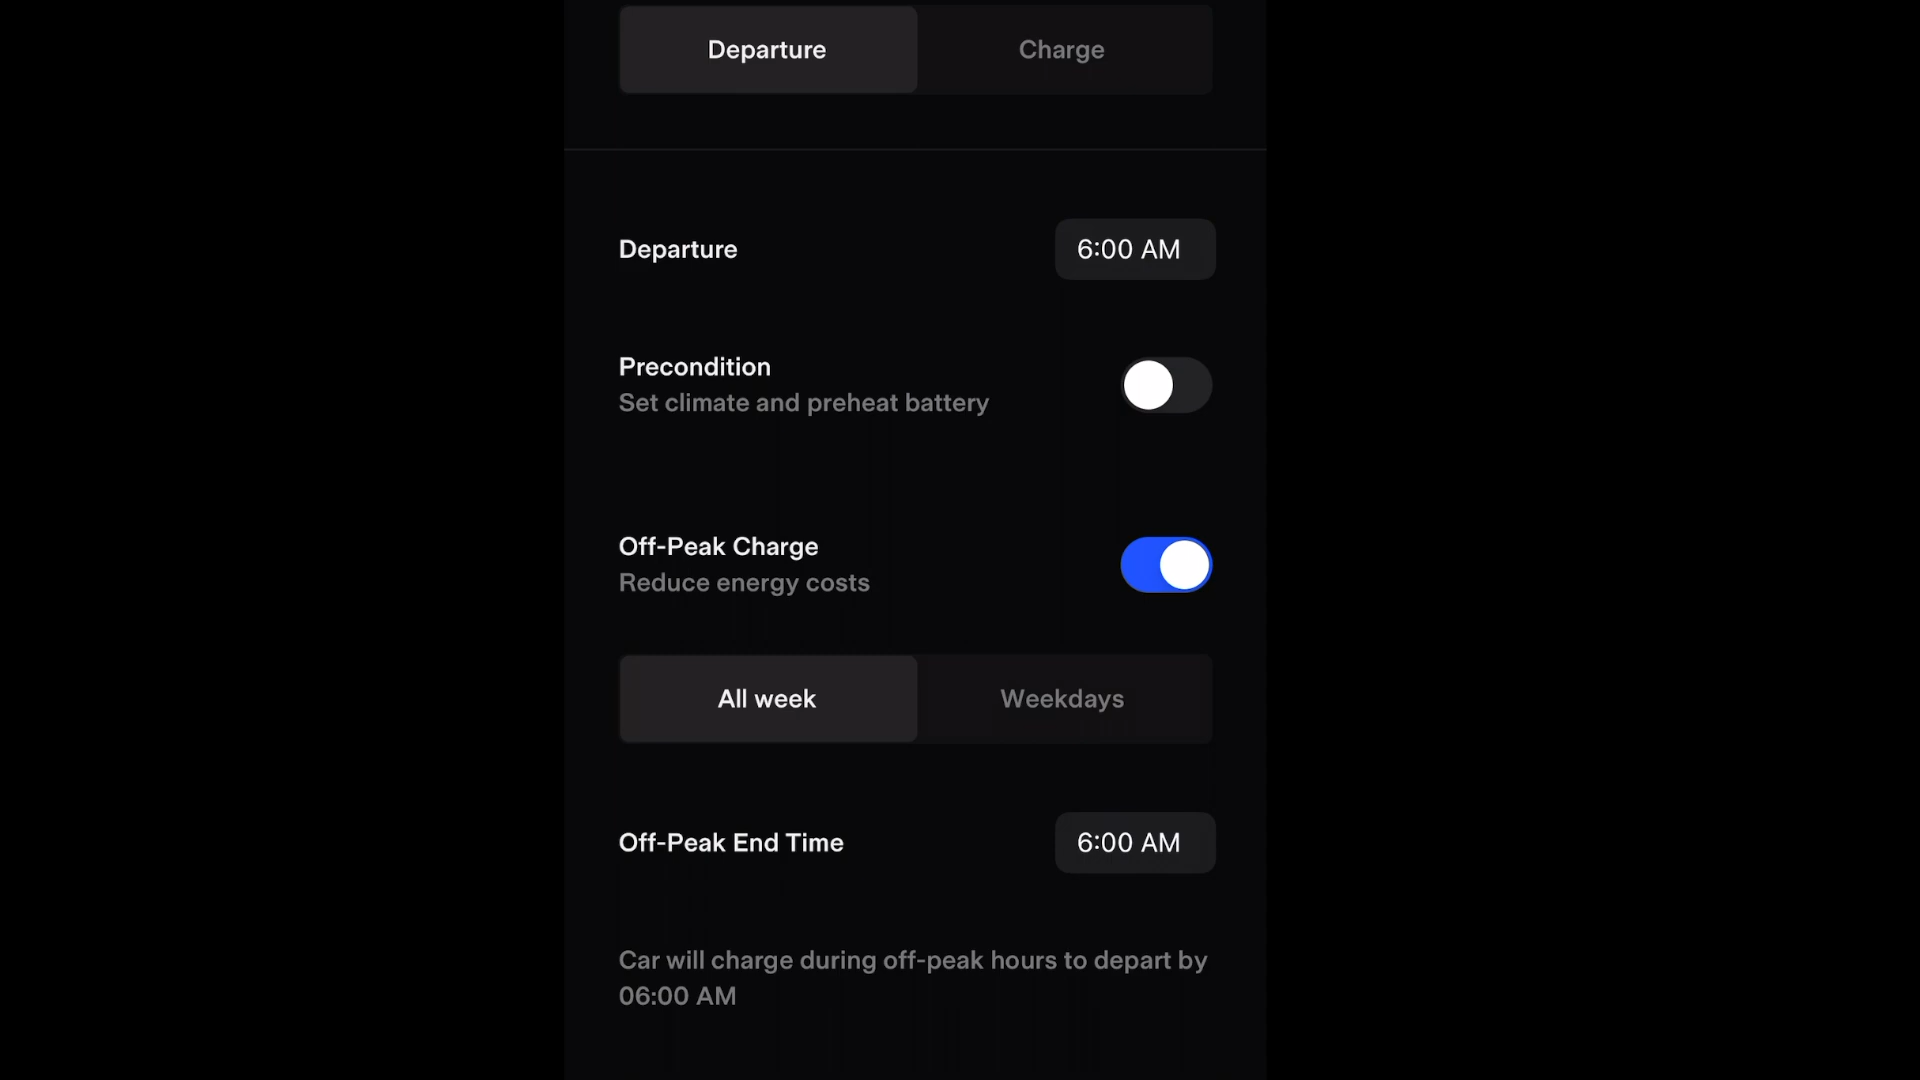 Departure
Charge
Departure
6:00 AM
Precondition
Set climate and preheat battery
Off-Peak Charge
Reduce energy costs
All week
Weekdays
Off-Peak End Time
6:00 AM
Car will charge during off-peak hours to depart by
06:00 AM